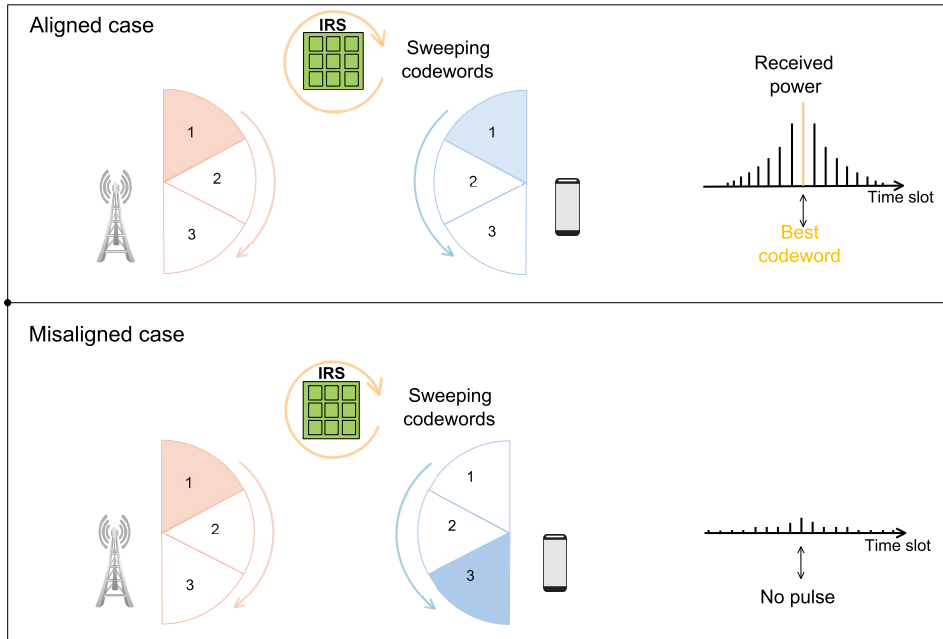 Aligned case
IRS
Sweeping
codewords
1
2
3
1
2
3
Received
power
Time slot
Best
codeword
Misaligned case
IRS
Sweeping
codewords
1
2
3
1
2
3
Time slot
No pulse